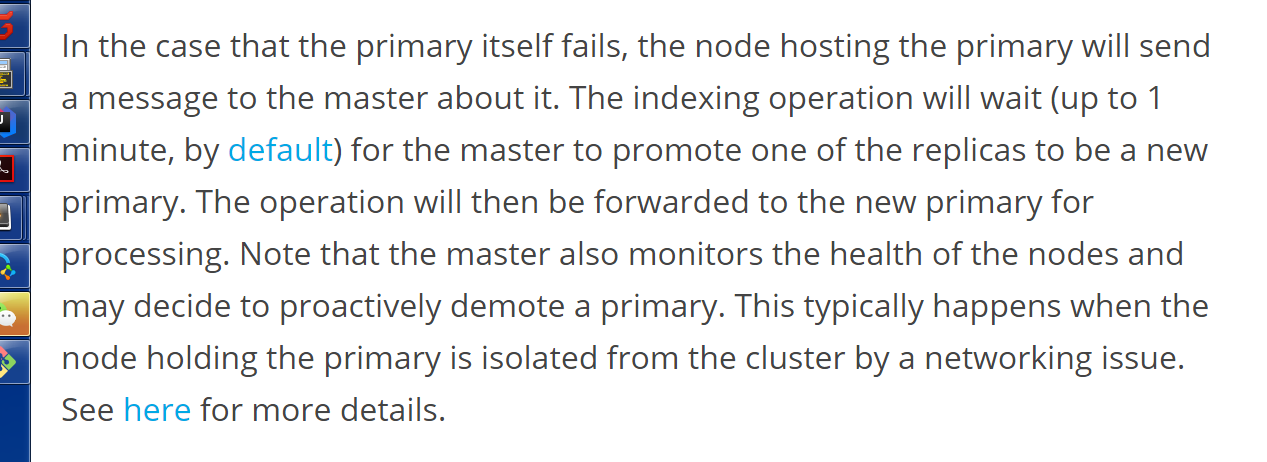 In the case that the primary itself fails, the node hosting the primary will send
a message to the master about it. The indexing operation will wait (up to 1
minute, by default) for the master to promote one of the replicas to be a new
primary. The operation will then be forwarded to the new primary for
processing. Note that the master also monitors the health of the nodes and
may decide to proactively demote a primary. This typically happens when the
node holding the primary is isolated from the cluster by a networking issue.
See here for more details.